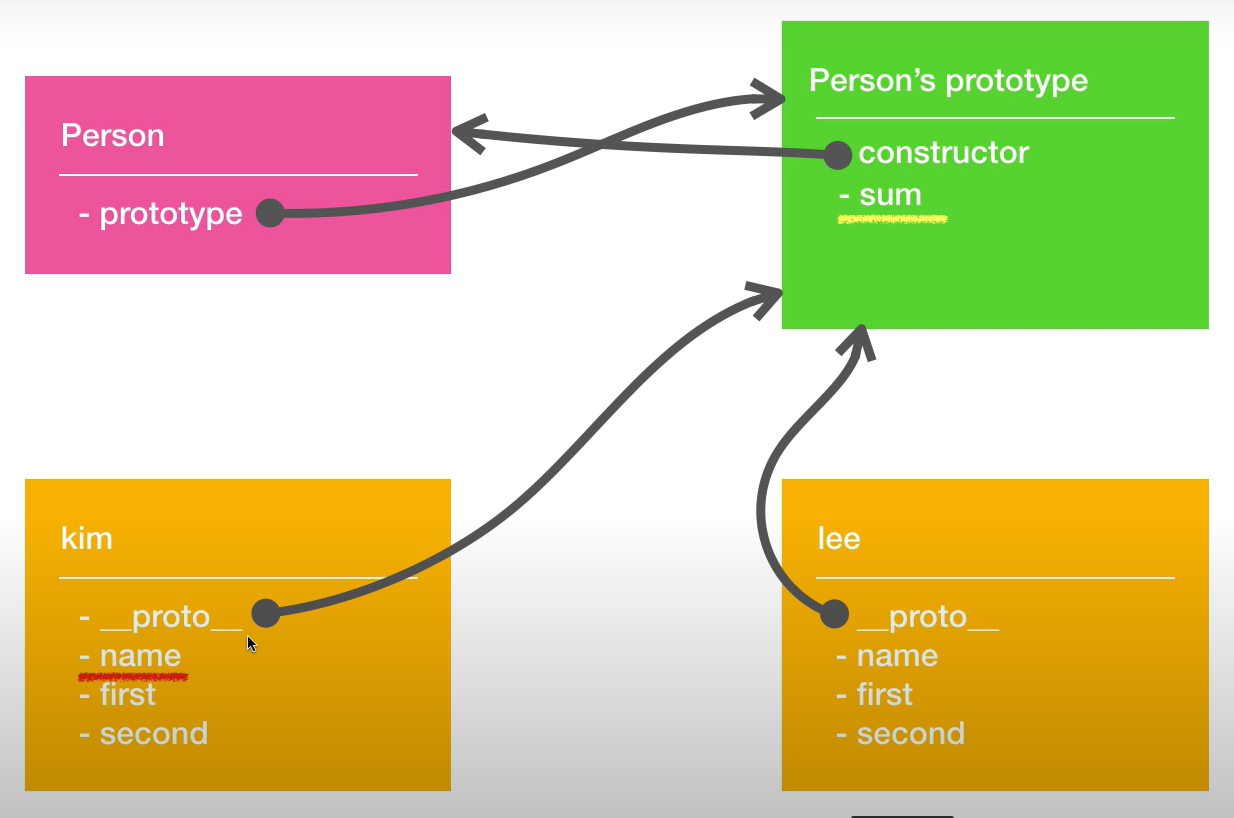 Person
- prototype
Person’s prototype
constructor
- sum
kim
- __proto__
- name
- first
- second
lee
__proto__
- name
- first
- second